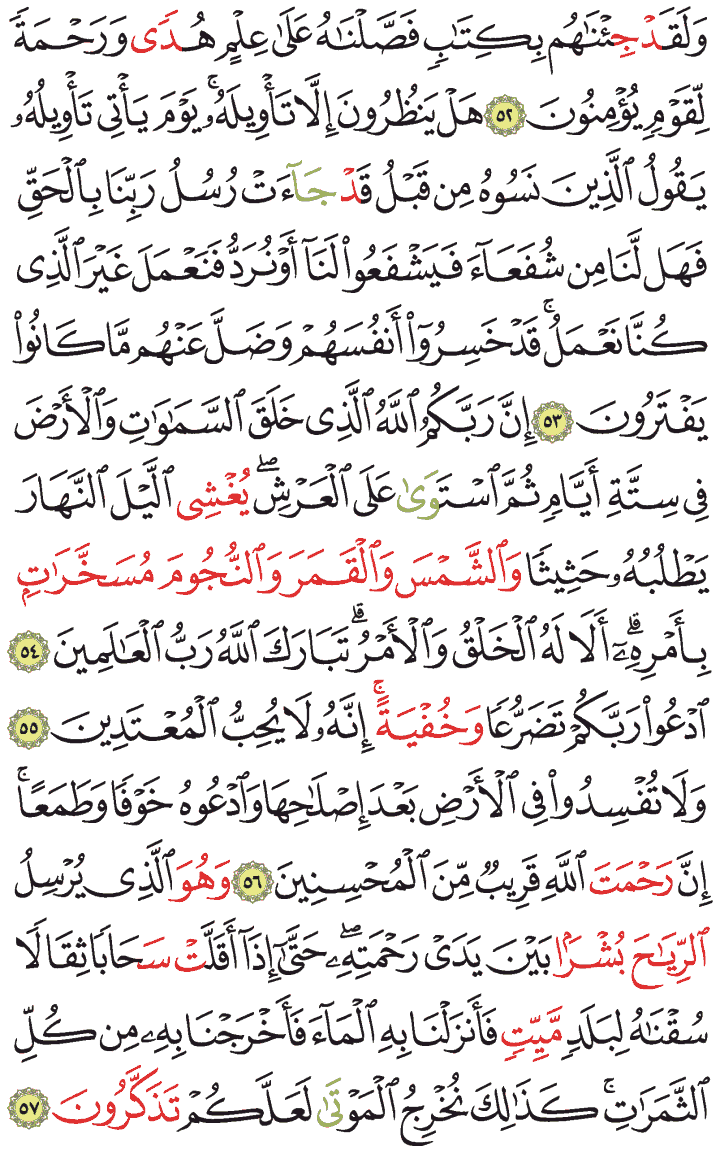 وَلَقَدْ جِئْنَٰهُم بِكِتَٰبٍ فَصَّلْنَٰهُ عَلَىٰ عِلْمٍ هُدًى وَرَحْمَةً
لِّقَوْمٍ يُؤْمِنُونَ ٥٢ هَلْ يَنظُرُونَ إِلَّا تَأْوِيلَهُۥۚ يَوْمَ يَأْتِى تَأْوِيلُهُۥ
يَقُولُ ٱلَّذِينَ نَسُوهُ مِن قَبْلُ قَدْ جَآءَتْ رُسُلُ رَبِّنَا بِٱلْحَقِّ
فَهَل لَّنَا مِن شُفَعَآءَ فَيَشْفَعُوا۟ لَنَآ أَوْ نُرَدُّ فَنَعْمَلَ غَيْرَ ٱلَّذِى
كُنَّا نَعْمَلُۚ قَدْ خَسِرُوٓا۟ أَنفُسَهُمْ وَضَلَّ عَنْهُم مَّا كَانُوا۟
يَفْتَرُونَ ٥٣ إِنَّ رَبَّكُمُ ٱللَّهُ ٱلَّذِى خَلَقَ ٱلسَّمَٰوَٰتِ وَٱلْأَرْضَ
فِى سِتَّةِ أَيَّامٍ ثُمَّ ٱسْتَوَىٰ عَلَى ٱلْعَرْشِۖ يُغْشِى ٱلَّيْلَ ٱلنَّهَارَ
يَطْلُبُهُۥ حَثِيثًا وَٱلشَّمْسَ وَٱلْقَمَرَ وَٱلنُّجُومَ مُسَخَّرَٰتٍۭ
بِأَمْرِهِۦٓۗ أَلَا لَهُ ٱلْخَلْقُ وَٱلْأَمْرُۗ تَبَارَكَ ٱللَّهُ رَبُّ ٱلْعَٰلَمِينَ ٥٤
ٱدْعُوا۟ رَبَّكُمْ تَضَرُّعًا وَخُفْيَةًۚ إِنَّهُۥ لَا يُحِبُّ ٱلْمُعْتَدِينَ ٥٥
وَلَا تُفْسِدُوا۟ فِى ٱلْأَرْضِ بَعْدَ إِصْلَٰحِهَا وَٱدْعُوهُ خَوْفًا وَطَمَعًاۚ
إِنَّ رَحْمَتَ ٱللَّهِ قَرِيبٌ مِّنَ ٱلْمُحْسِنِينَ ٥٦ وَهُوَ ٱلَّذِى يُرْسِلُ
ٱلرِّيَٰحَ بُشْرًۢا بَيْنَ يَدَىْ رَحْمَتِهِۦۖ حَتَّىٰٓ إِذَآ أَقَلَّتْ سَحَابًا ثِقَالًا
سُقْنَٰهُ لِبَلَدٍ مَّيِّتٍ فَأَنزَلْنَا بِهِ ٱلْمَآءَ فَأَخْرَجْنَا بِهِۦ مِن كُلِّ
ٱلثَّمَرَٰتِۚ كَذَٰلِكَ نُخْرِجُ ٱلْمَوْتَىٰ لَعَلَّكُمْ تَذَكَّرُونَ ٥٧